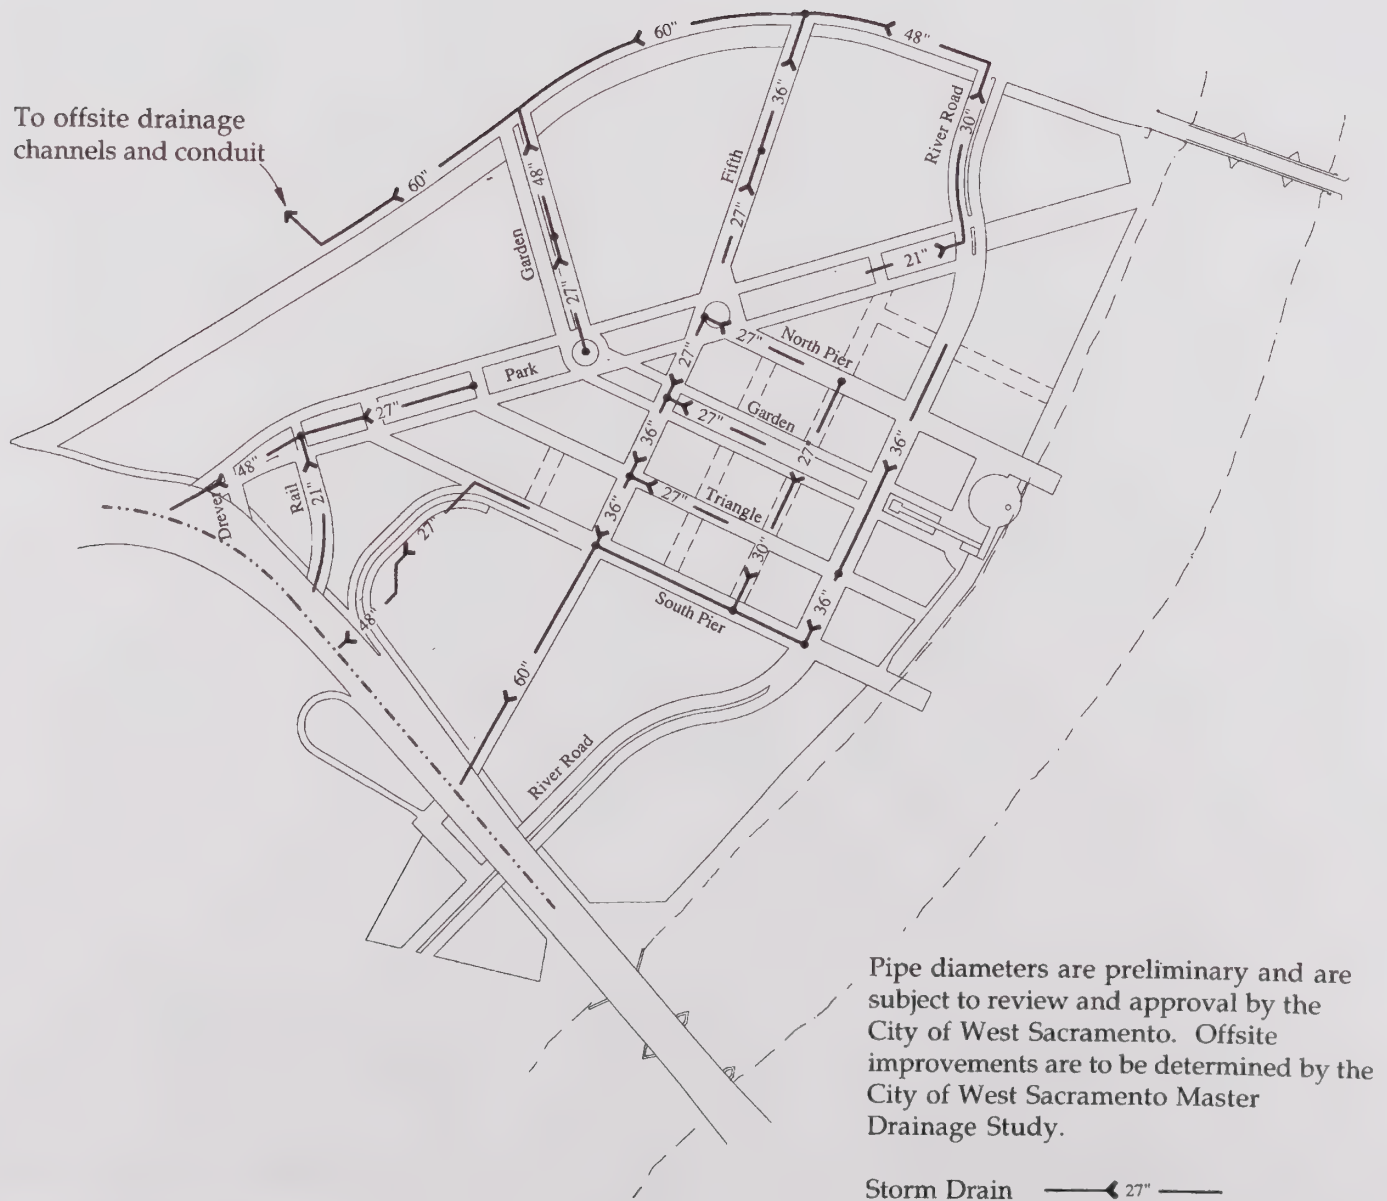 60"
48"
To offsite drainage
channels and conduit
36"
River Road
30"
Fifth
60"
48"
27"
Garden
21"
27"
27"
North Pier
27"
Park
27"
Garden
27"
36"
36"
27"
48"
Rail
21"
Drever
27"
Triangle
36"
27"
30"
48"
South Pier
36"
60"
River Road
Pipe diameters are preliminary and are
subject to review and approval by the
City of West Sacramento. Offsite
improvements are to be determined by the
City of West Sacramento Master
Drainage Study.
Storm Drain 27"